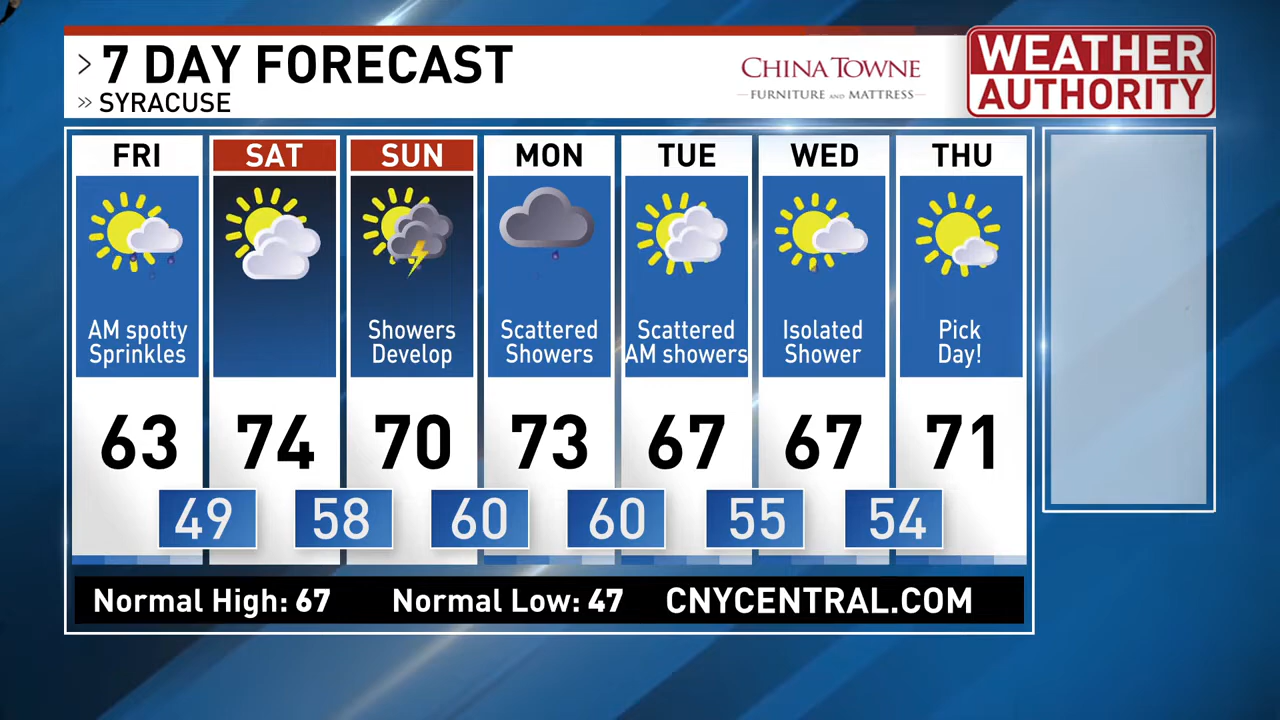 > 7 DAY FORECAST
» SYRACUSE
CHINA TOWNE
FURNITURE AND MATTRESS
WEATHER
AUTHORITY
FRI
AM spotty
Sprinkles
63
49
SAT
74
58
SUN
Showers
Develop
70
60
MON
Scattered
Showers
73
60
TUE
Scattered
AM showers
67
55
WED
Isolated
Shower
67
54
THU
Pick
Day!
71
Normal High: 67
Normal Low: 47
CNYCENTRAL.COM